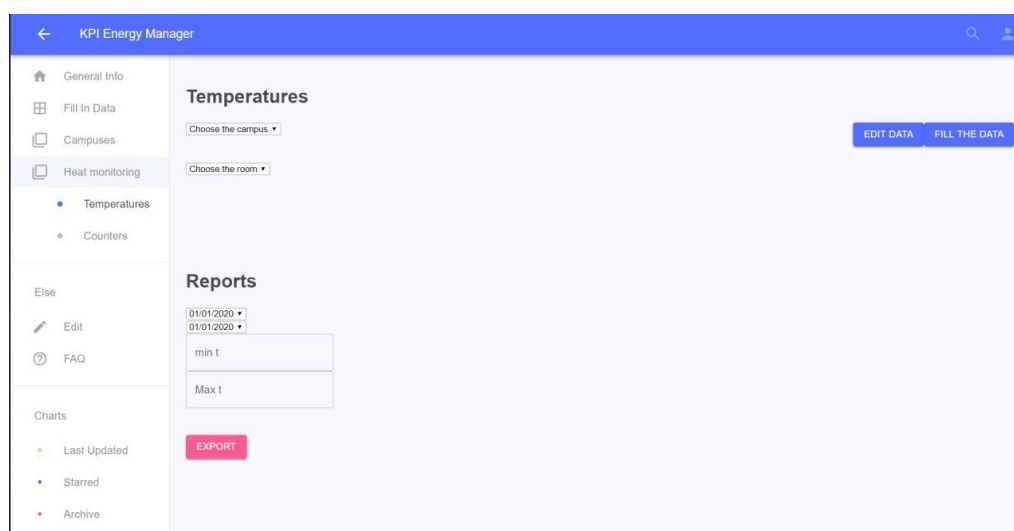 KPI Energy Manager
General Info
Fill In Data
Campuses
Heat monitoring
Temperatures
Counters
Else
Edit
FAQ
Charts
Last Updated
Starred
Archive
Temperatures
Choose the campus
EDIT DATA
FILL THE DATA
Choose the room
Reports
01/01/2020
01/01/2020
min t
Max t
EXPORT